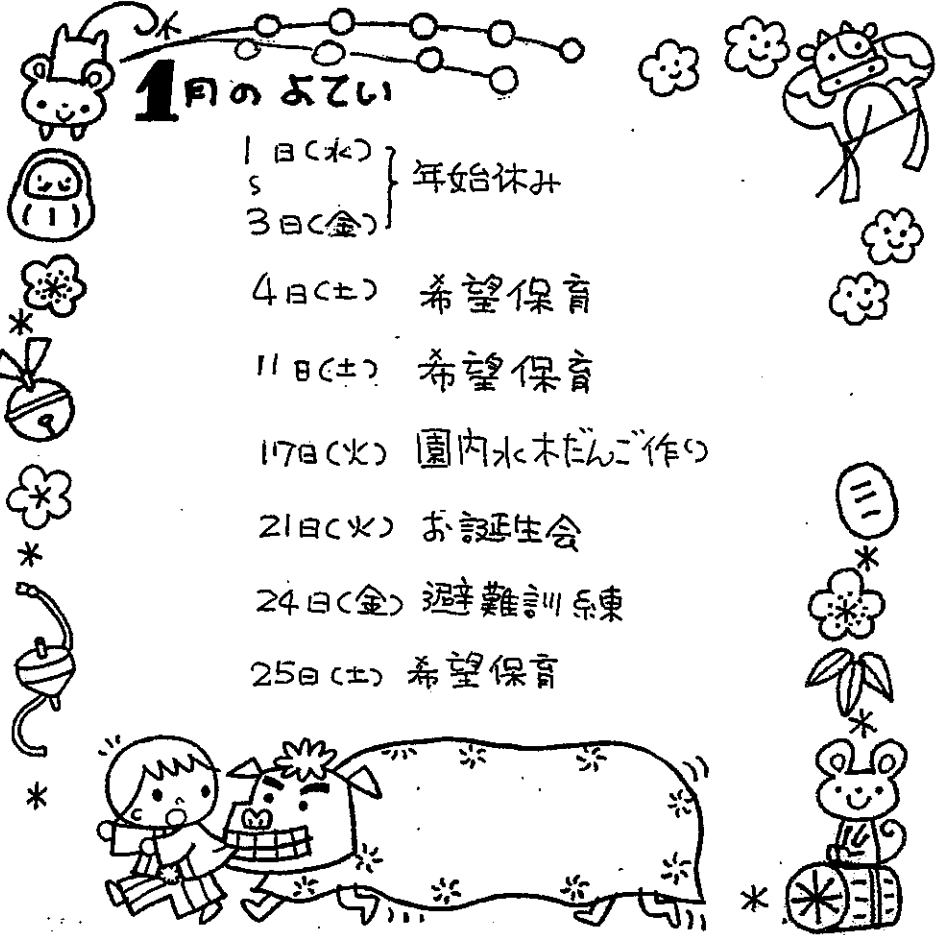 1月のよてい
1日(水)
〜
3日(金)
年始休み
4日(土) 希望保育
11日(土) 希望保育
17日(火) 園内水木だんご作り
21日(火) お誕生会
24日(金) 避難訓練
25日(土) 希望保育